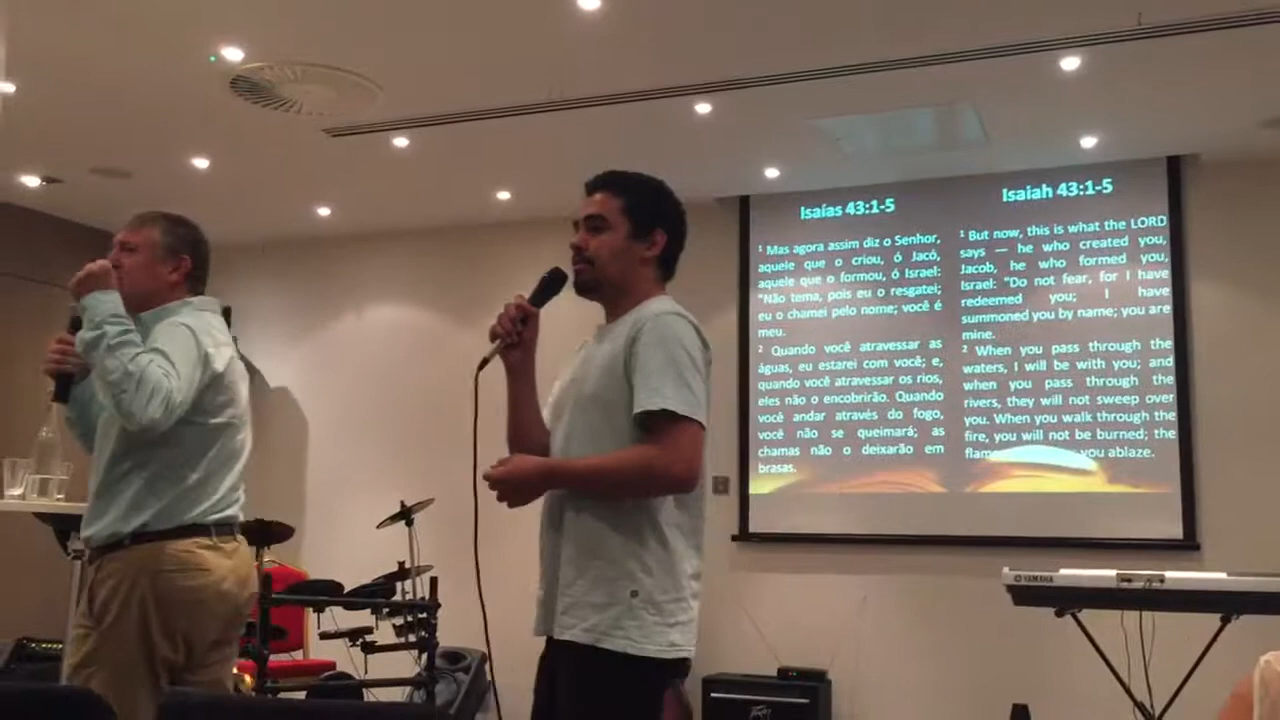 Isaías 43:1-5
¹ Mas agora assim diz o Senhor,
aquele que o criou, ó Jacó,
aquele que o formou, ó Israel:
"Não tema, pois eu o resgatei;
eu o chamei pelo nome; você é
meu.
² Quando você atravessar as
águas, eu estarei com você; e,
quando você atravessar os rios,
eles não o encobrirão. Quando
você andar através do fogo,
você não se queimará; as
chamas não o deixarão em
brasas.
Isaiah 43:1-5
¹ But now, this is what the LORD
says — he who created you,
Jacob, he who formed you,
Israel: "Do not fear, for I have
redeemed you; I have
summoned you by name; you are
mine.
² When you pass through the
waters, I will be with you; and
when you pass through the
rivers, they will not sweep over
you. When you walk through the
fire, you will not be burned; the
you ablaze.
YAMAHA
Peavey